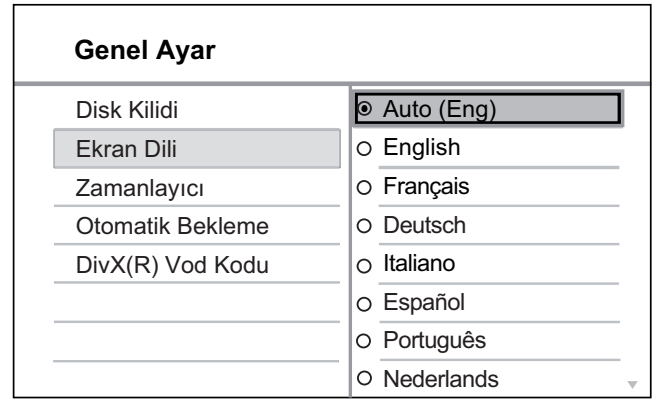 Genel Ayar
Disk Kilidi
Ekran Dili
Zamanlayıcı
Otomatik Bekleme
DivX(R) Vod Kodu
Auto (Eng)
English
Français
Deutsch
Italiano
Español
Português
Nederlands